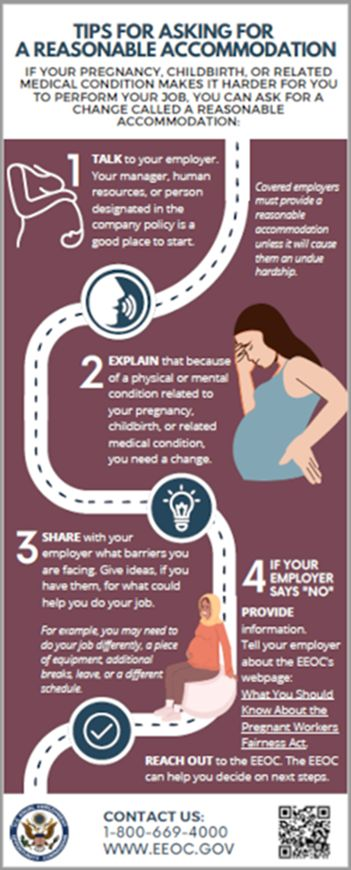 TIPS FOR ASKING FOR
A REASONABLE ACCOMMODATION
IF YOUR PREGNANCY, CHILDBIRTH, OR RELATED
MEDICAL CONDITION MAKES IT HARDER FOR YOU
TO PERFORM YOUR JOB, YOU CAN ASK FOR A
CHANGE CALLED A REASONABLE
ACCOMMODATION:
1
TALK to your employer.
Your manager, human
resources, or person
designated in the
company policy is a
good place to start.
Covered employers
must provide a
reasonable
accommodation
unless it will cause
them an undue
hardship.
2
EXPLAIN that because
of a physical or mental
condition related to
your pregnancy,
childbirth, or related
medical condition,
you need a change.
3
SHARE with your
employer what barriers you
are facing. Give ideas, if you
have them, for what could
help you do your job.
For example, you may need to
do your job differently, a piece
of equipment, additional
breaks, leave, or a different
schedule.
4
IF YOUR
EMPLOYER
SAYS "NO"
PROVIDE
information.
Tell your employer
about the EEOC's
webpage:
What You Should
Know About the
Pregnant Workers
Fairness Act.
REACH OUT to the EEOC. The EEOC
can help you decide on next steps.
CONTACT US:
1-800-669-4000
WWW.EEOC.GOV